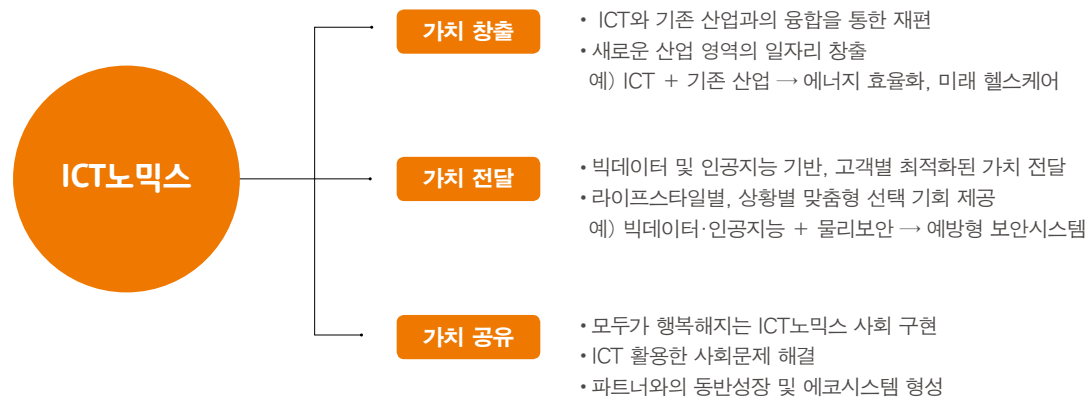 ICT노믹스
가치 창출
• ICT와 기존 산업과의 융합을 통한 재편
• 새로운 산업 영역의 일자리 창출
예) ICT + 기존 산업 → 에너지 효율화, 미래 헬스케어
가치 전달
• 빅데이터 및 인공지능 기반, 고객별 최적화된 가치 전달
• 라이프스타일별, 상황별 맞춤형 선택 기회 제공
예) 빅데이터·인공지능 + 물리보안 → 예방형 보안시스템
가치 공유
• 모두가 행복해지는 ICT노믹스 사회 구현
• ICT 활용한 사회문제 해결
• 파트너와의 동반성장 및 에코시스템 형성